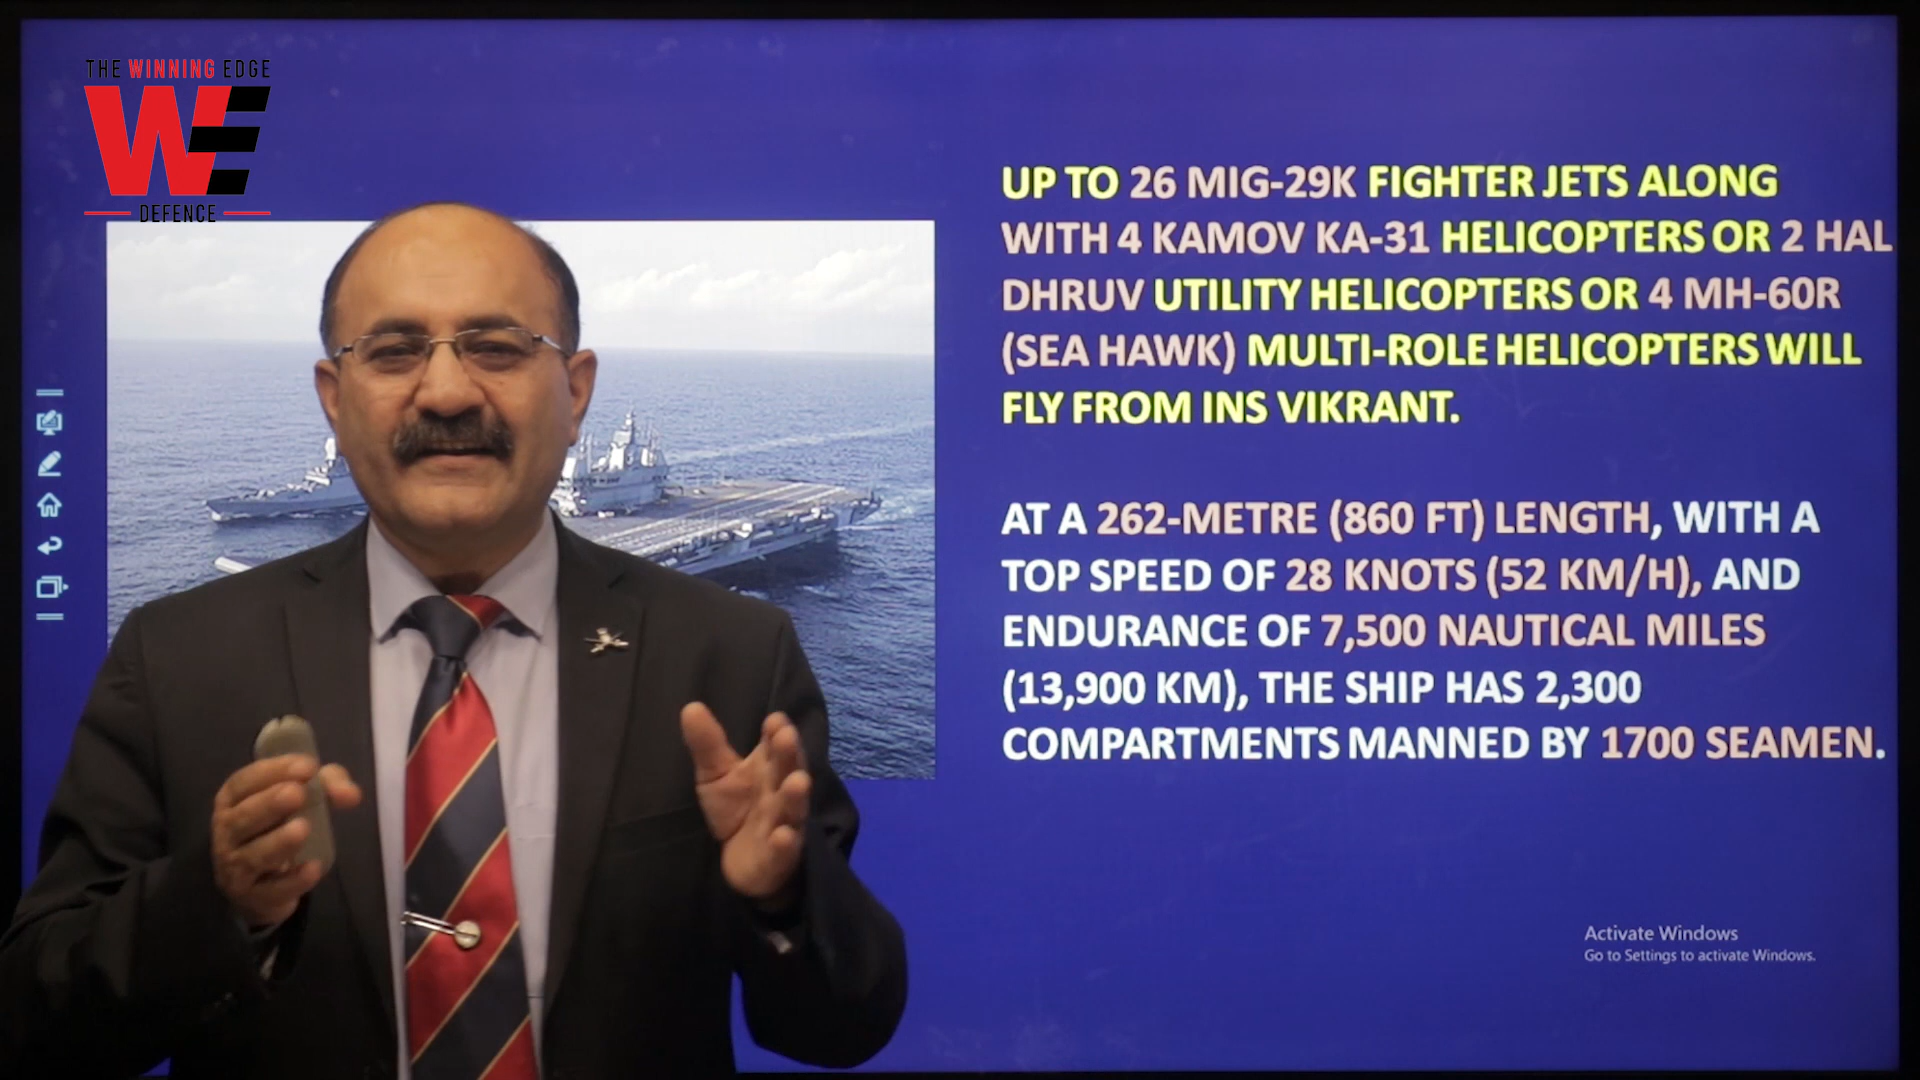 THE WINNING EDGE
WE
DEFENCE
UP TO 26 MIG-29K FIGHTER JETS ALONG
WITH 4 KAMOV KA-31 HELICOPTERS OR 2 HAL
DHRUV UTILITY HELICOPTERS OR 4 MH-60R
(SEA HAWK) MULTI-ROLE HELICOPTERS WILL
FLY FROM INS VIKRANT.
AT A 262-METRE (860 FT) LENGTH, WITH A
TOP SPEED OF 28 KNOTS (52 KM/H), AND
ENDURANCE OF 7,500 NAUTICAL MILES
(13,900 KM), THE SHIP HAS 2,300
COMPARTMENTS MANNED BY 1700 SEAMEN.
Activate Windows
Go to Settings to activate Windows.